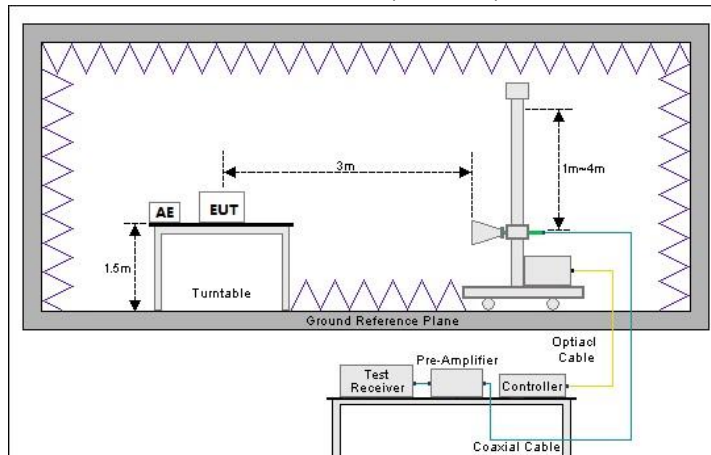 3m
1m~4m
AE
EUT
1.5m
Turntable
Ground Reference Plane
Optiacl
Cable
Test
Receiver
Pre-Amplifier
Controller
Coaxial Cable